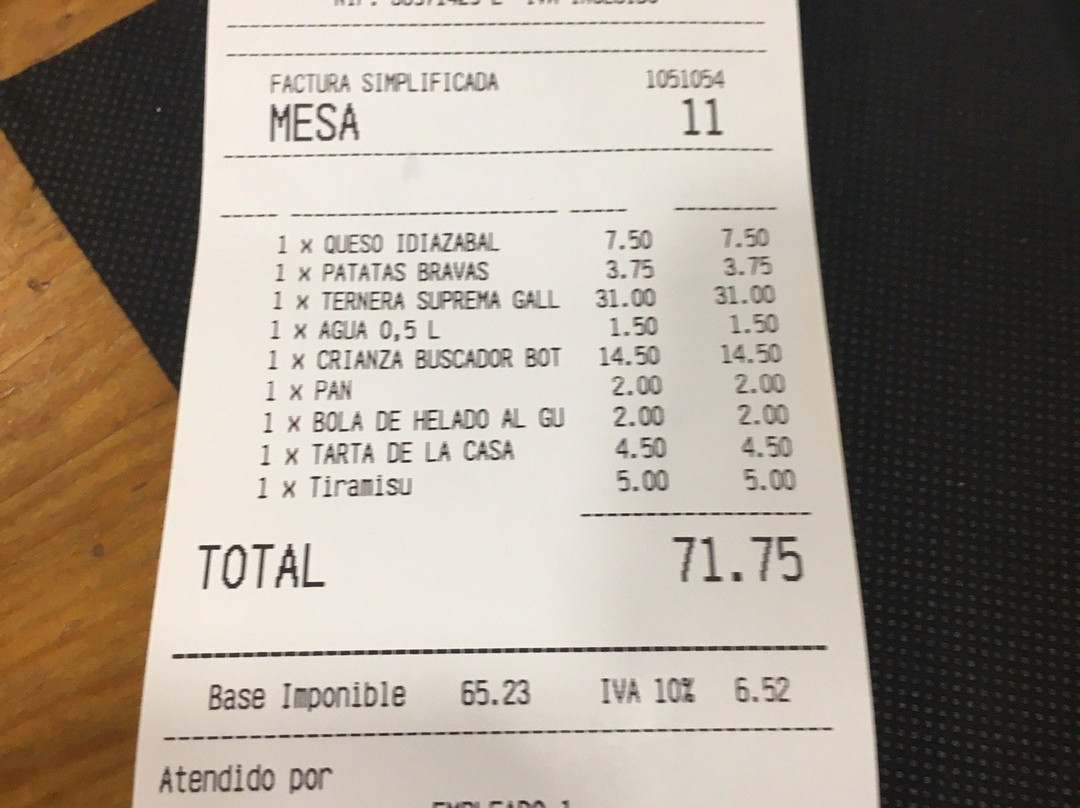 FACTURA SIMPLIFICADA 1051054
MESA 11
1 x QUESO IDIAZABAL 7.50 7.50
1 x PATATAS BRAVAS 3.75 3.75
1 x TERNERA SUPREMA GALL 31.00 31.00
1 x AGUA 0,5 L 1.50 1.50
1 x CRIANZA BUSCADOR BOT 14.50 14.50
1 x PAN 2.00 2.00
1 x BOLA DE HELADO AL GU 2.00 2.00
1 x TARTA DE LA CASA 4.50 4.50
1 x Tiramisu 5.00 5.00
TOTAL 71.75
Base Imponible 65.23 IVA 10% 6.52
Atendido por
EMPLEADO 1